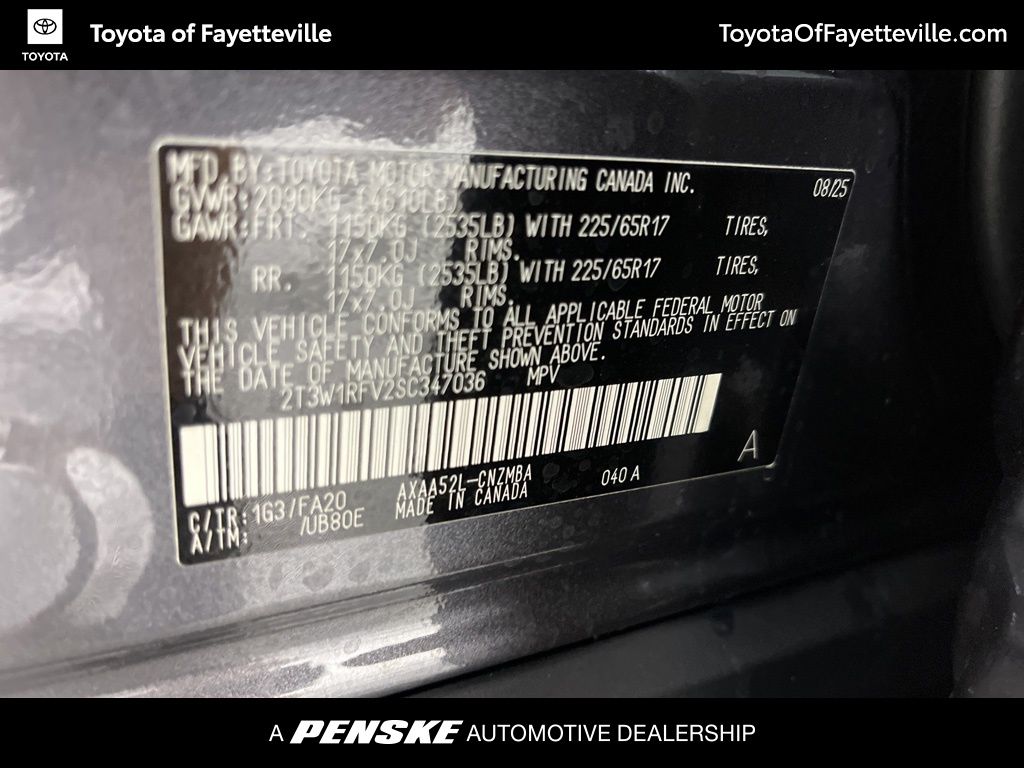 TOYOTA
Toyota of Fayetteville
ToyotaOfFayetteville.com
MFD. BY: TOYOTA MOTOR MANUFACTURING CANADA INC. 08/25
GVWR: 2090KG (4610LB)
GAWR: FRT. 1150KG (2535LB) WITH 225/65R17 TIRES,
17x7.0J RIMS.
RR. 1150KG (2535LB) WITH 225/65R17 TIRES,
17x7.0J RIMS.
THIS VEHICLE CONFORMS TO ALL APPLICABLE FEDERAL MOTOR
VEHICLE SAFETY AND THEFT PREVENTION STANDARDS IN EFFECT ON
THE DATE OF MANUFACTURE SHOWN ABOVE.
2T3W1RFV2SC347036 MPV
A
C/TR: 1G3/FA20 AXAA52L-CNZMBA 040 A
A/TM: /UB80E MADE IN CANADA
A PENSKE AUTOMOTIVE DEALERSHIP